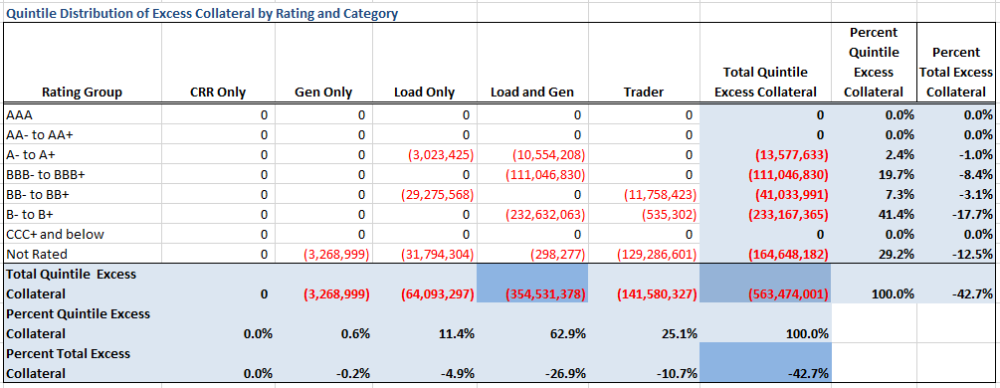 Quintile Distribution of Excess Collateral by Rating and Category
Rating Group CRR Only Gen Only Load Only Load and Gen Trader Total Quintile Excess Collateral Percent Quintile Excess Collateral Percent Total Excess Collateral
AAA 0 0 0 0 0 0 0.0% 0.0%
AA- to AA+ 0 0 0 0 0 0 0.0% 0.0%
A- to A+ 0 0 (3,023,425) (10,554,208) 0 (13,577,633) 2.4% -1.0%
BBB- to BBB+ 0 0 0 (111,046,830) 0 (111,046,830) 19.7% -8.4%
BB- to BB+ 0 0 (29,275,568) 0 (11,758,423) (41,033,991) 7.3% -3.1%
B- to B+ 0 0 0 (232,632,063) (535,302) (233,167,365) 41.4% -17.7%
CCC+ and below 0 0 0 0 0 0 0.0% 0.0%
Not Rated 0 (3,268,999) (31,794,304) (298,277) (129,286,601) (164,648,182) 29.2% -12.5%
Total Quintile Excess
Collateral 0 (3,268,999) (64,093,297) (354,531,378) (141,580,327) (563,474,001) 100.0% -42.7%
Percent Quintile Excess
Collateral 0.0% 0.6% 11.4% 62.9% 25.1% 100.0%
Percent Total Excess
Collateral 0.0% -0.2% -4.9% -26.9% -10.7% -42.7%